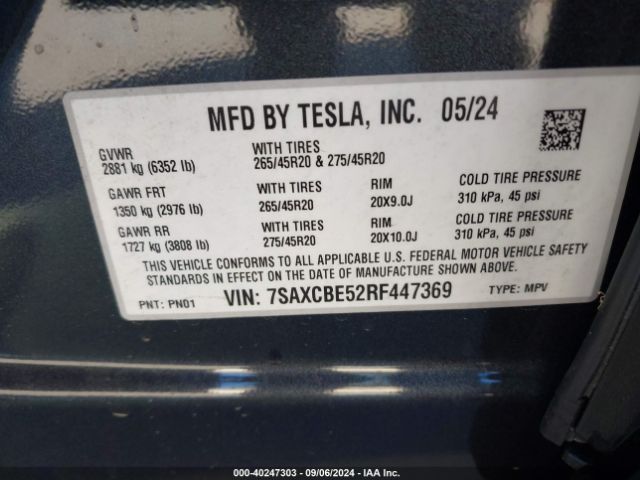 MFD BY TESLA, INC. 05/24
GVWR
2881 kg (6352 lb)
WITH TIRES
265/45R20 & 275/45R20
GAWR FRT
1350 kg (2976 lb)
WITH TIRES
265/45R20
RIM
20X9.0J
COLD TIRE PRESSURE
310 kPa, 45 psi
GAWR RR
1727 kg (3808 lb)
WITH TIRES
275/45R20
RIM
20X10.0J
COLD TIRE PRESSURE
310 kPa, 45 psi
THIS VEHICLE CONFORMS TO ALL APPLICABLE U.S. FEDERAL MOTOR VEHICLE SAFETY
STANDARDS IN EFFECT ON THE DATE OF MANUFACTURE SHOWN ABOVE.
PNT: PN01 VIN: 7SAXCBE52RF447369 TYPE: MPV
000-40247303 - 09/06/2024 - IAA Inc.